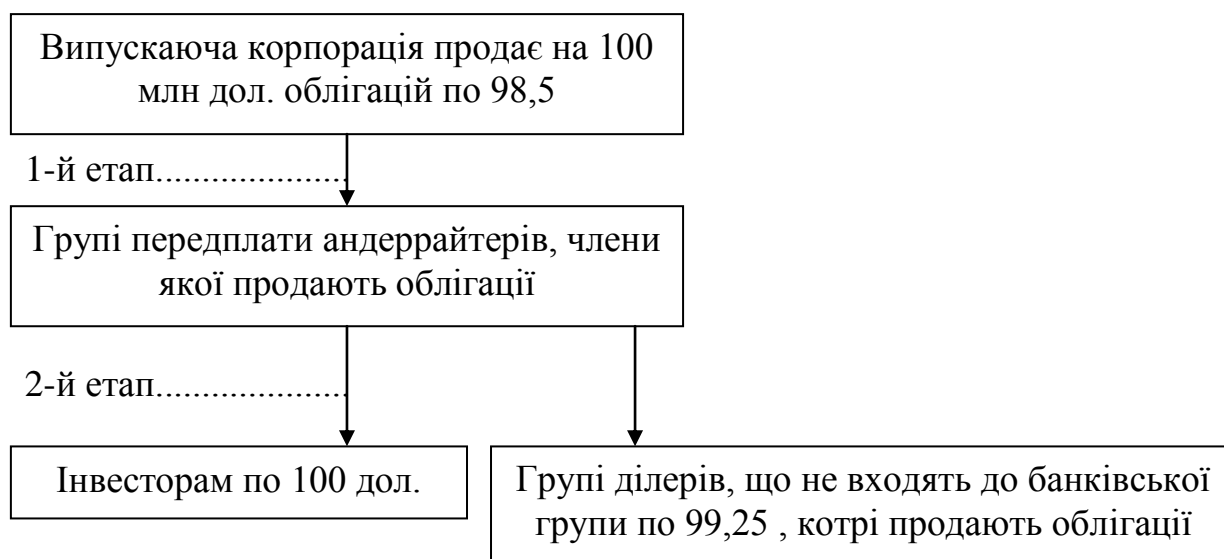 Випускаюча корпорація продає на 100
млн дол. облігацій по 98,5
1-й етап.....................
Групі передплати андеррайтерів, члени
якої продають облігації
2-й етап.....................
Інвесторам по 100 дол.
Групі ділерів, що не входять до банківської
групи по 99,25 , котрі продають облігації